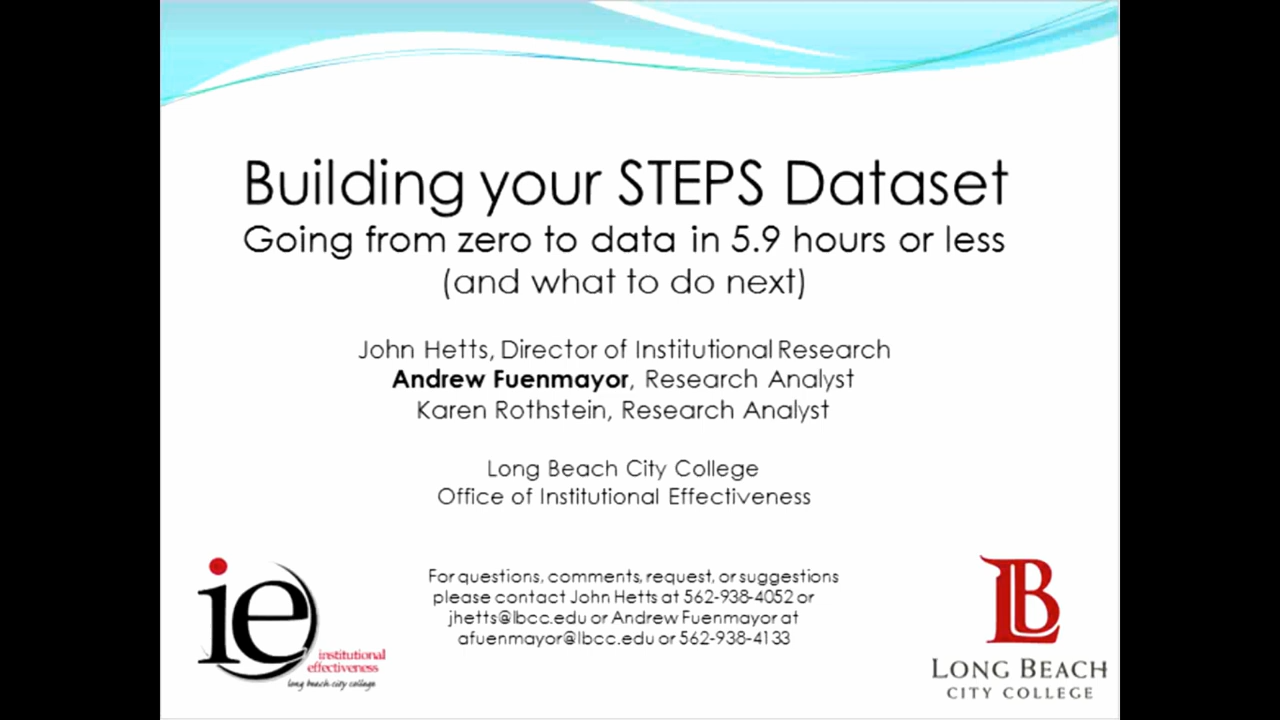 Building your STEPS Dataset
Going from zero to data in 5.9 hours or less
(and what to do next)
John Hetts, Director of Institutional Research
Andrew Fuenmayor, Research Analyst
Karen Rothstein, Research Analyst
Long Beach City College
Office of Institutional Effectiveness
For questions, comments, request, or suggestions
please contact John Hetts at 562-938-4052 or
jhetts@lbcc.edu or Andrew Fuenmayor at
afuenmayor@lbcc.edu or 562-938-4133
ie
institutional
effectiveness
long beach city college
LB
LONG BEACH
CITY COLLEGE